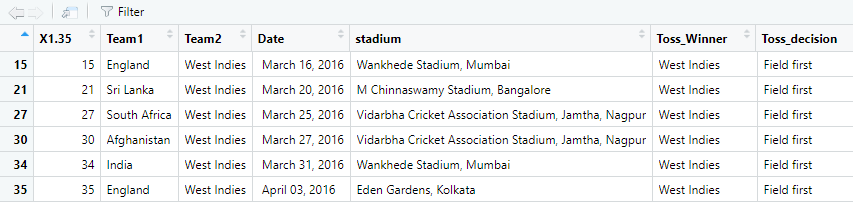 Filter
X1.35 Team1 Team2 Date stadium Toss_Winner Toss_decision
15 15 England West Indies March 16, 2016 Wankhede Stadium, Mumbai West Indies Field first
21 21 Sri Lanka West Indies March 20, 2016 M Chinnaswamy Stadium, Bangalore West Indies Field first
27 27 South Africa West Indies March 25, 2016 Vidarbha Cricket Association Stadium, Jamtha, Nagpur West Indies Field first
30 30 Afghanistan West Indies March 27, 2016 Vidarbha Cricket Association Stadium, Jamtha, Nagpur West Indies Field first
34 34 India West Indies March 31, 2016 Wankhede Stadium, Mumbai West Indies Field first
35 35 England West Indies April 03, 2016 Eden Gardens, Kolkata West Indies Field first